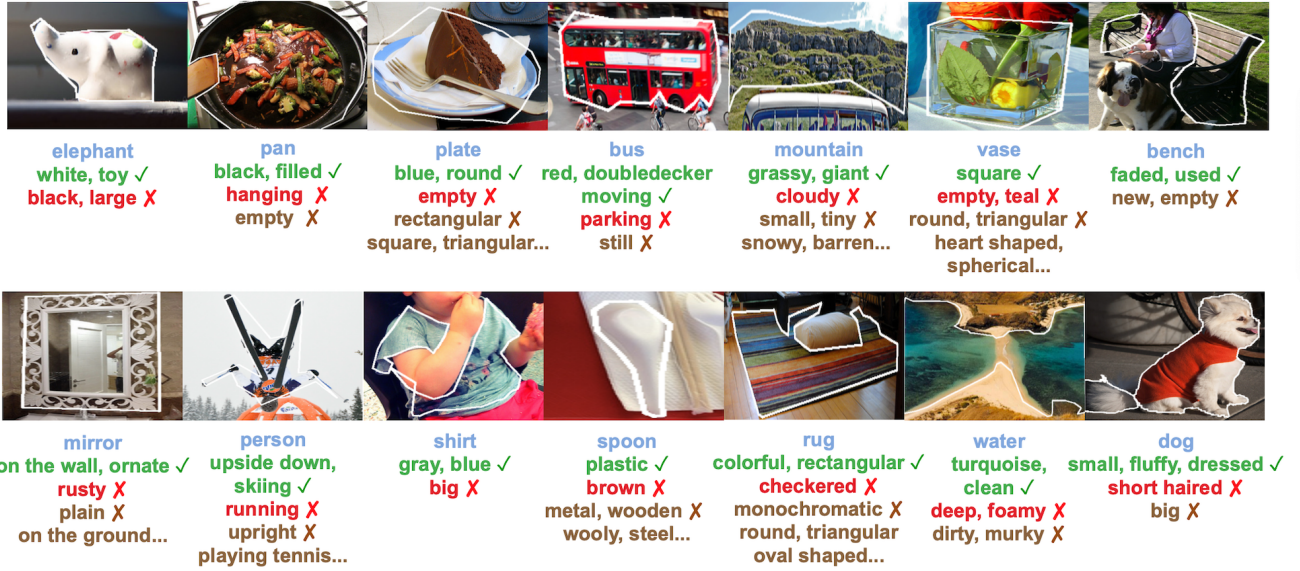 elephant
white, toy ✓
black, large ✗
pan
black, filled ✓
hanging ✗
empty ✗
plate
blue, round ✓
empty ✗
rectangular ✗
square, triangular...
bus
red, doubledecker
moving ✓
parking ✗
still ✗
mountain
grassy, giant ✓
cloudy ✗
small, tiny ✗
snowy, barren...
vase
square ✓
empty, teal ✗
round, triangular ✗
heart shaped,
spherical...
bench
faded, used ✓
new, empty ✗
mirror
on the wall, ornate ✓
rusty ✗
plain ✗
on the ground...
person
upside down,
skiing ✓
running ✗
upright ✗
playing tennis...
shirt
gray, blue ✓
big ✗
spoon
plastic ✓
brown ✗
metal, wooden ✗
wooly, steel...
rug
colorful, rectangular ✓
checkered ✗
monochromatic ✗
round, triangular
oval shaped...
water
turquoise,
clean ✓
deep, foamy ✗
dirty, murky ✗
dog
small, fluffy, dressed ✓
short haired ✗
big ✗